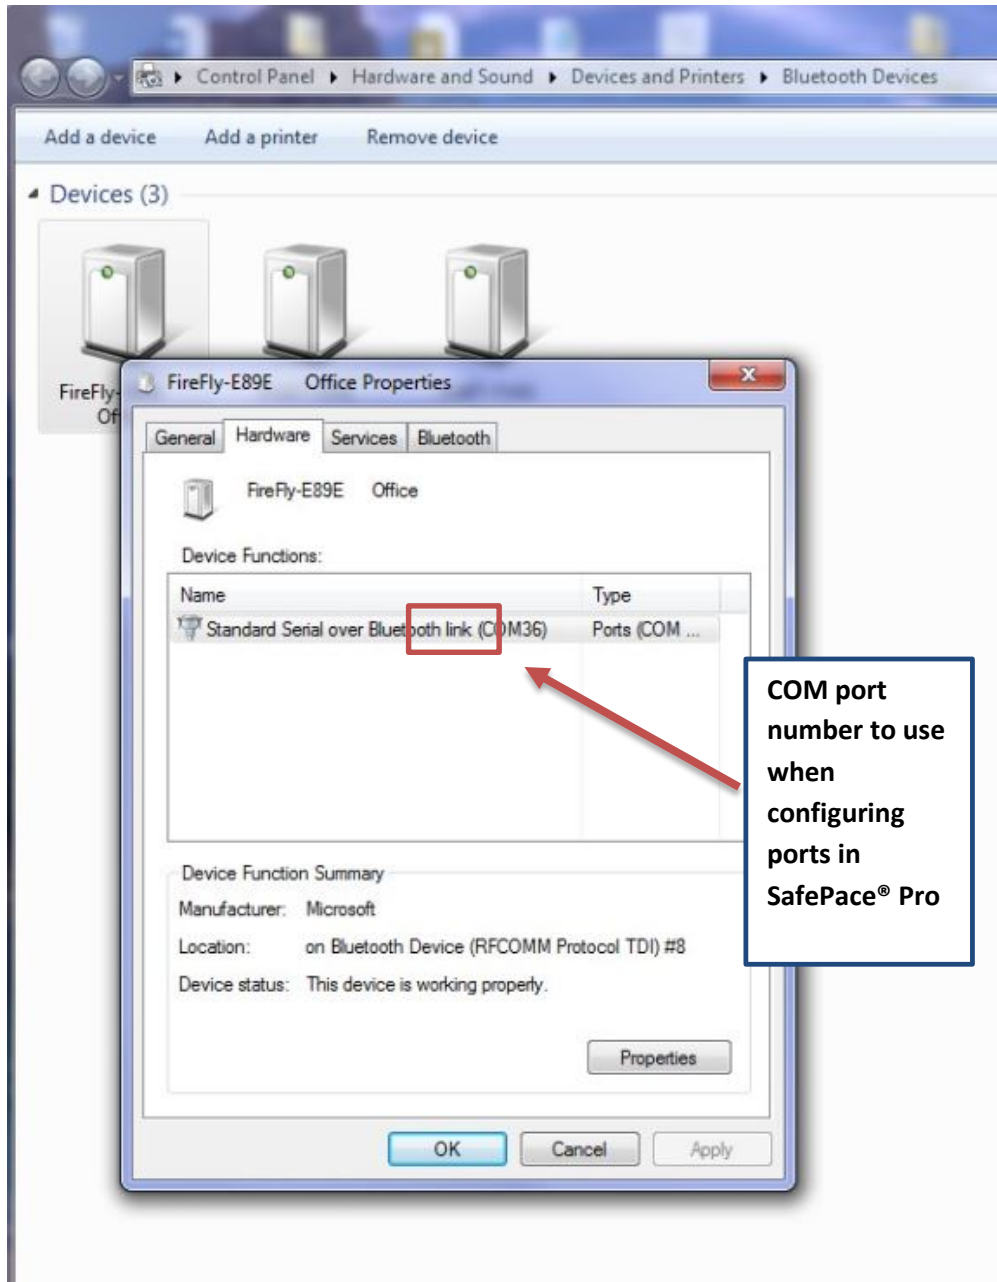 Control Panel Hardware and Sound Devices and Printers Bluetooth Devices
Add a device Add a printer Remove device
Devices (3)
FireFly-
Of
FireFly-E89E Office Properties
General Hardware Services Bluetooth
FireFly-E89E Office
Device Functions:
Name Type
Standard Serial over Bluetooth link (COM36) Ports (COM ...
COM port
number to use
when
configuring
ports in
SafePace® Pro
Device Function Summary
Manufacturer: Microsoft
Location: on Bluetooth Device (RFCOMM Protocol TDI) #8
Device status: This device is working properly.
Properties
OK Cancel Apply